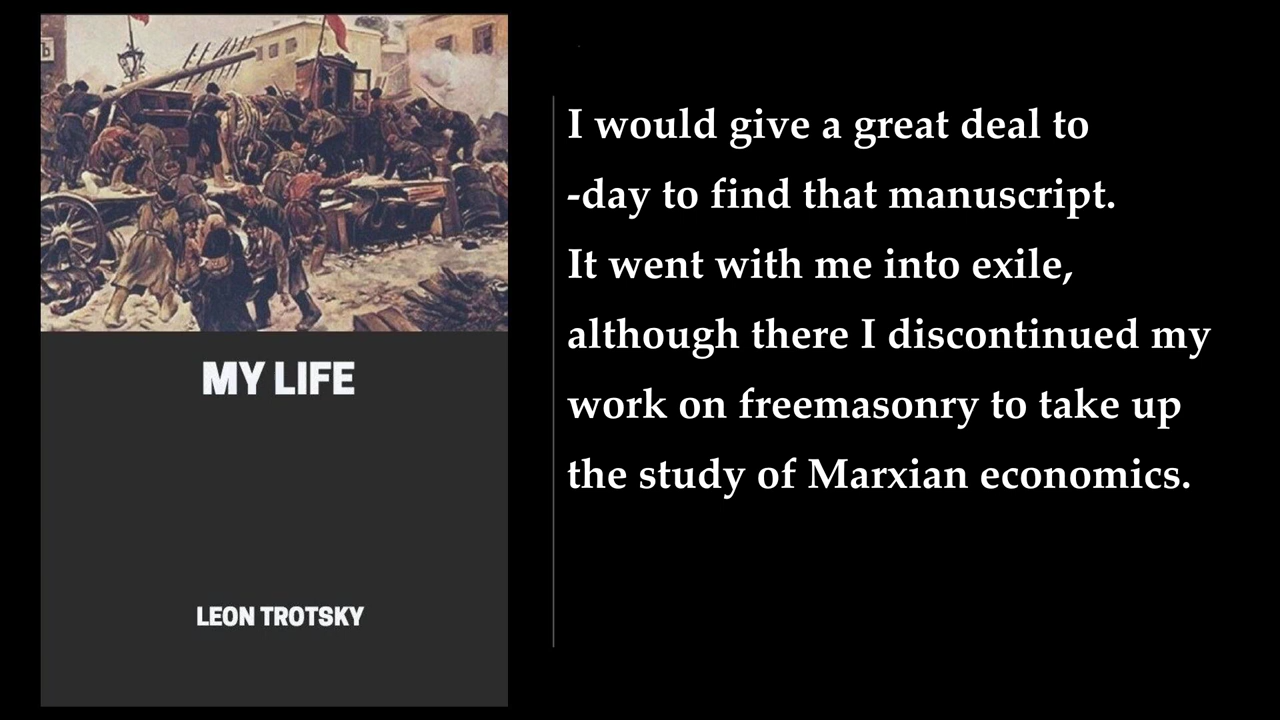 Ъ
MY LIFE
LEON TROTSKY
I would give a great deal to
-day to find that manuscript.
It went with me into exile,
although there I discontinued my
work on freemasonry to take up
the study of Marxian economics.